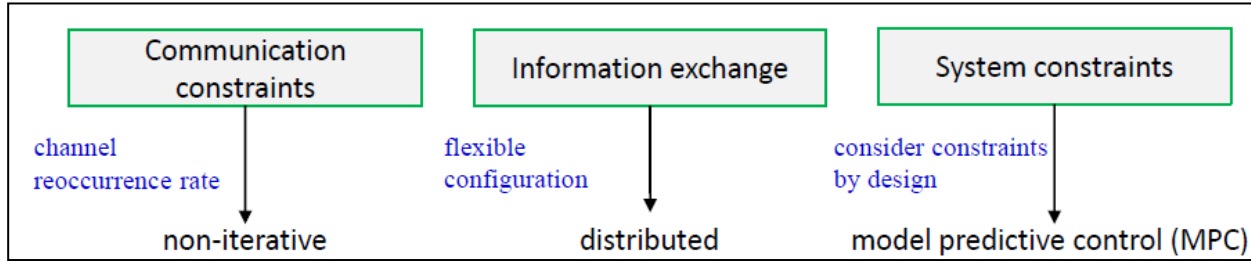 Communication
constraints
Information exchange
System constraints
channel
reoccurrence rate
flexible
configuration
consider constraints
by design
non-iterative
distributed
model predictive control (MPC)